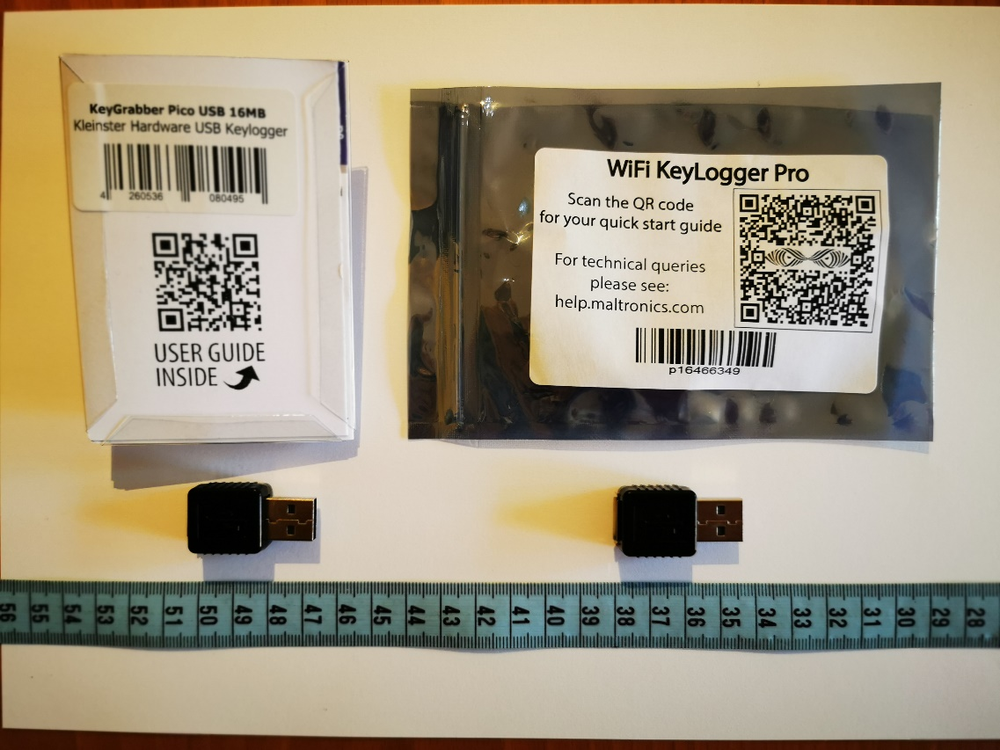 KeyGrabber Pico USB 16MB
Kleinster Hardware USB Keylogger
4 260536 080495
USER GUIDE
INSIDE
WiFi KeyLogger Pro
Scan the QR code
for your quick start guide
For technical queries
please see:
help.maltronics.com
p16466349
56 55 54 53 52 51 50 49 48 47 46 45 44 43 42 41 40 39 38 37 36 35 34 33 32 31 30 29 28